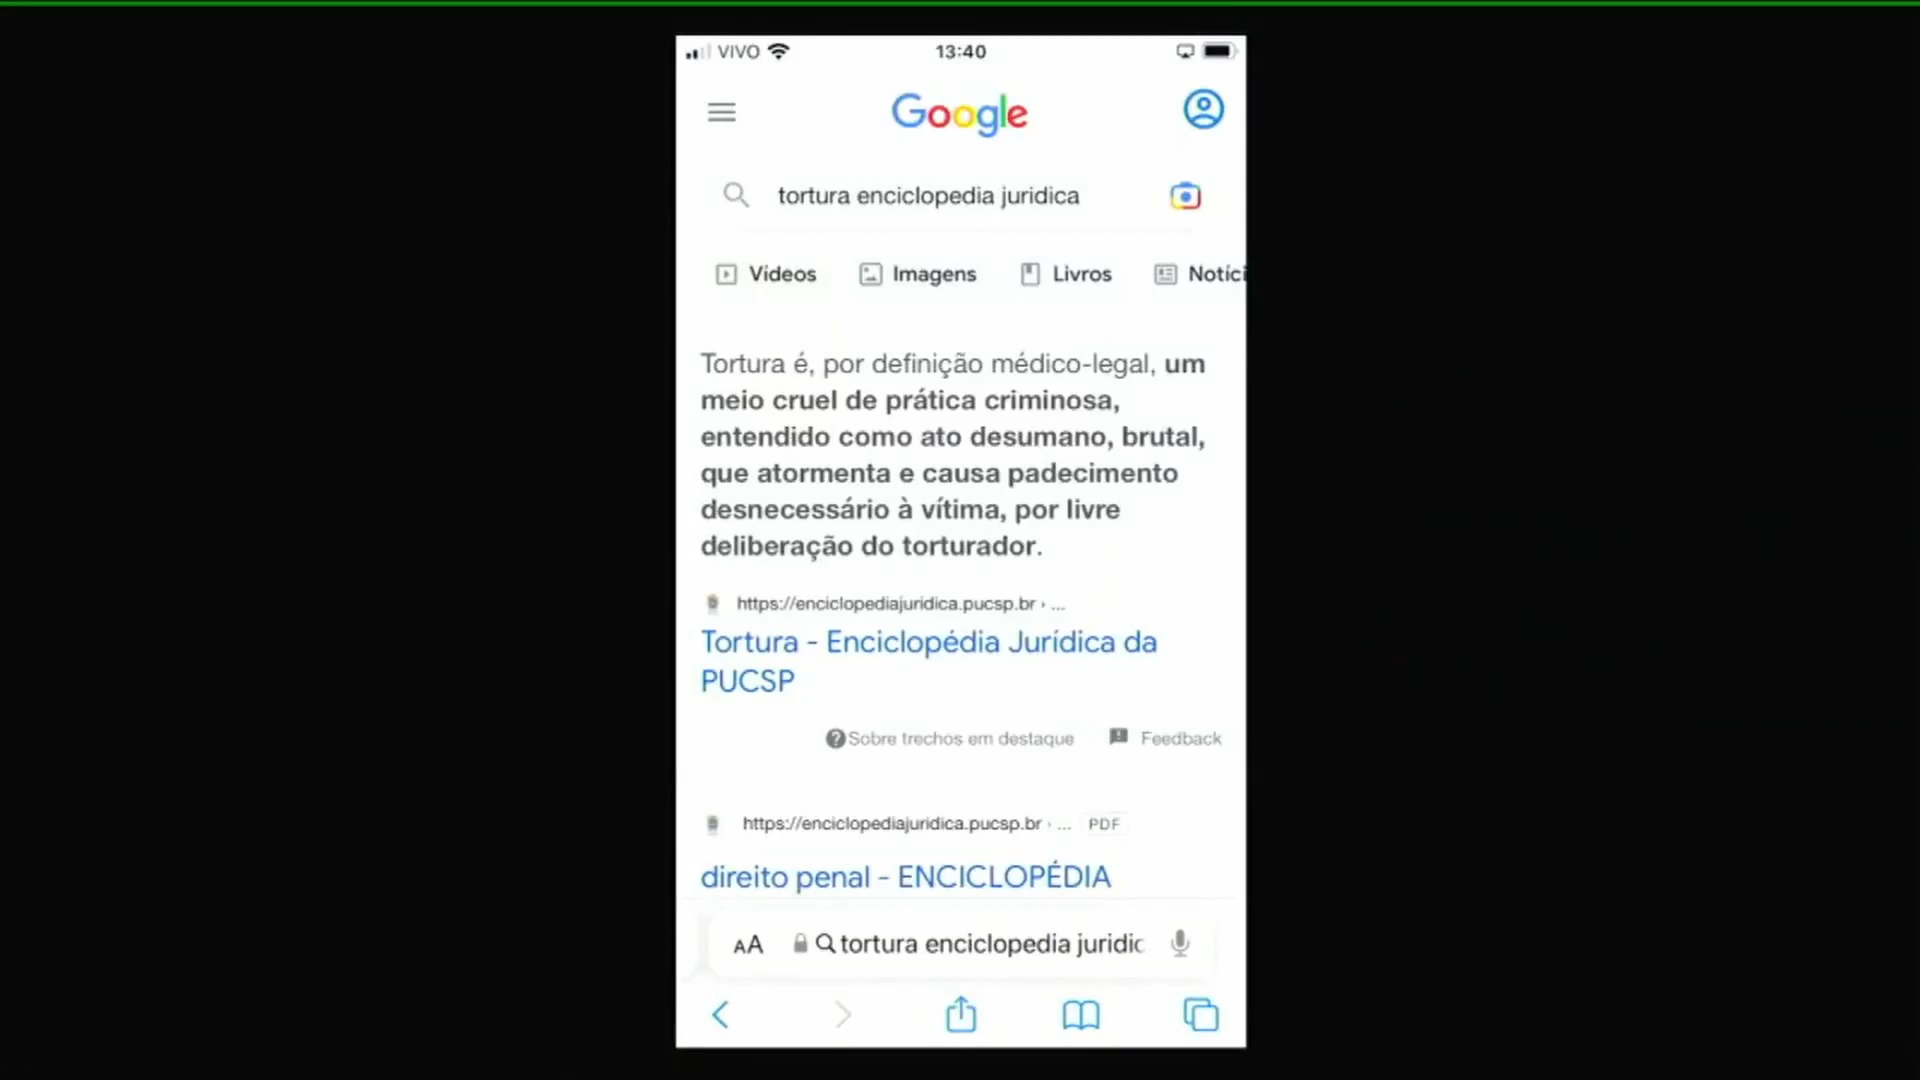 VIVO 13:40
Google
tortura enciclopedia juridica
Vídeos Imagens Livros Notíci
Tortura é, por definição médico-legal, um
meio cruel de prática criminosa,
entendido como ato desumano, brutal,
que atormenta e causa padecimento
desnecessário à vítima, por livre
deliberação do torturador.
https://enciclopediajuridica.pucsp.br › ...
Tortura - Enciclopédia Jurídica da
PUCSP
Sobre trechos em destaque Feedback
https://enciclopediajuridica.pucsp.br › ... PDF
direito penal - ENCICLOPÉDIA
AA tortura enciclopedia juridic